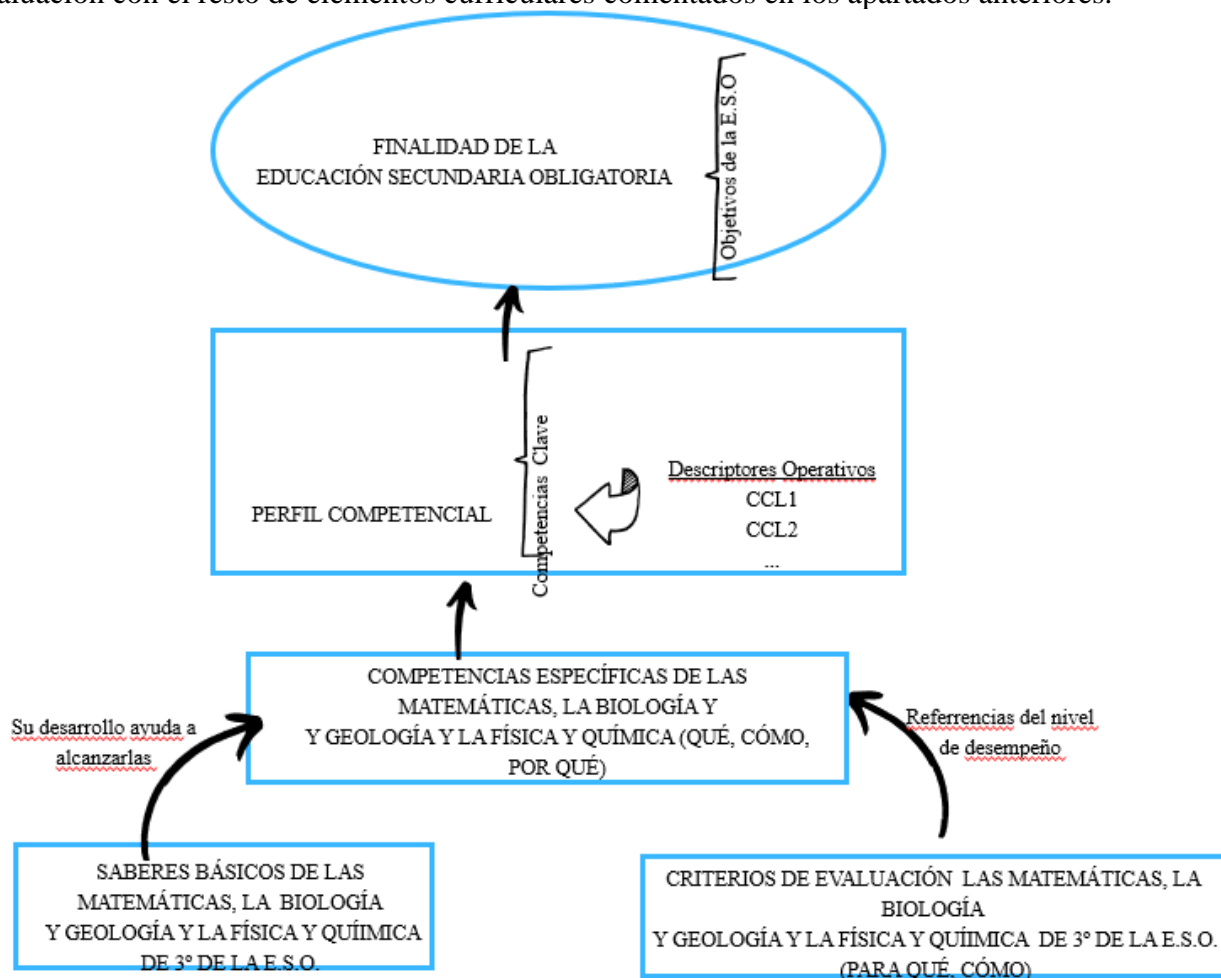 aluación con el resto de elementos curriculares comentados en los apartados anteriores.
FINALIDAD DE LA
EDUCACIÓN SECUNDARIA OBLIGATORIA
Objetivos de la E.S.O
PERFIL COMPETENCIAL
Competencias Clave
Descriptores Operativos
CCL1
CCL2
...
COMPETENCIAS ESPECÍFICAS DE LAS
MATEMÁTICAS, LA BIOLOGÍA Y
Y GEOLOGÍA Y LA FÍSICA Y QUÍMICA (QUÉ, CÓMO,
POR QUÉ)
Su desarrollo ayuda a
alcanzarlas
Referrencias del nivel
de desempeño
SABERES BÁSICOS DE LAS
MATEMÁTICAS, LA BIOLOGÍA
Y GEOLOGÍA Y LA FÍSICA Y QUÍIMICA
DE 3º DE LA E.S.O.
CRITERIOS DE EVALUACIÓN LAS MATEMÁTICAS, LA
BIOLOGÍA
Y GEOLOGÍA Y LA FÍSICA Y QUÍIMICA DE 3º DE LA E.S.O.
(PARA QUÉ, CÓMO)